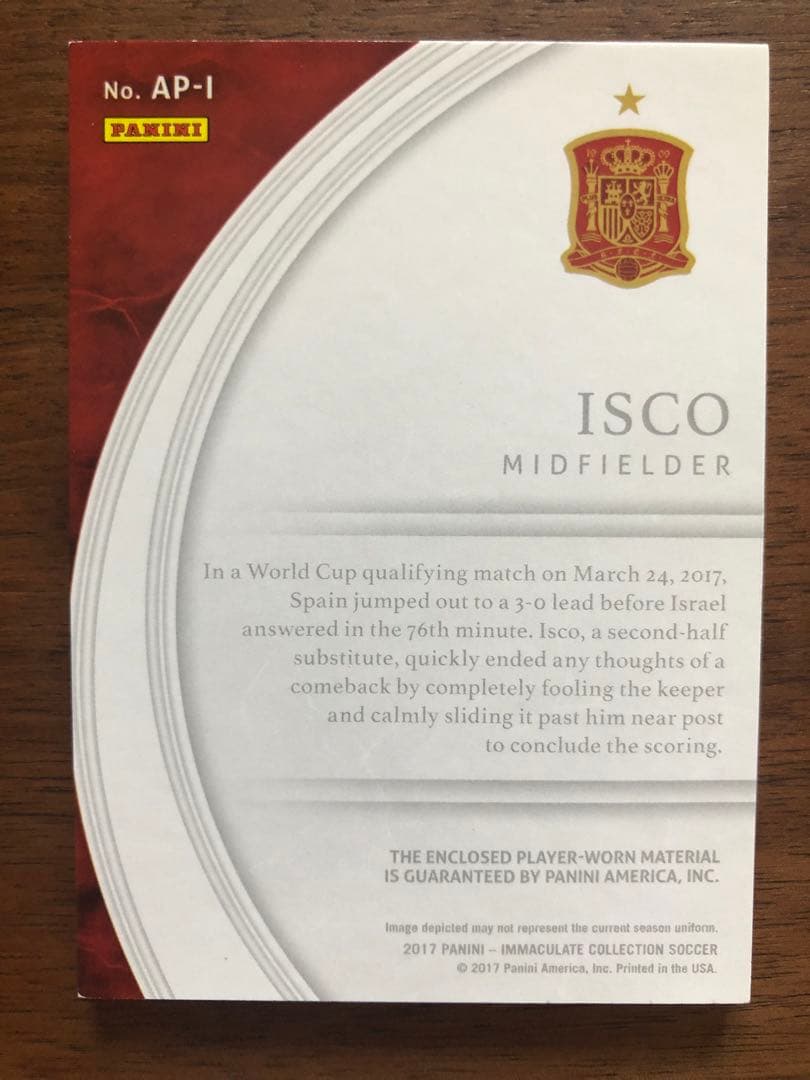 No. AP-I
PANINI
ISCO
MIDFIELDER
In a World Cup qualifying match on March 24, 2017,
Spain jumped out to a 3-0 lead before Israel
answered in the 76th minute. Isco, a second-half
substitute, quickly ended any thoughts of a
comeback by completely fooling the keeper
and calmly sliding it past him near post
to conclude the scoring.
THE ENCLOSED PLAYER-WORN MATERIAL
IS GUARANTEED BY PANINI AMERICA, INC.
Image depicted may not represent the current season uniform.
2017 PANINI – IMMACULATE COLLECTION SOCCER
© 2017 Panini America, Inc. Printed in the USA.